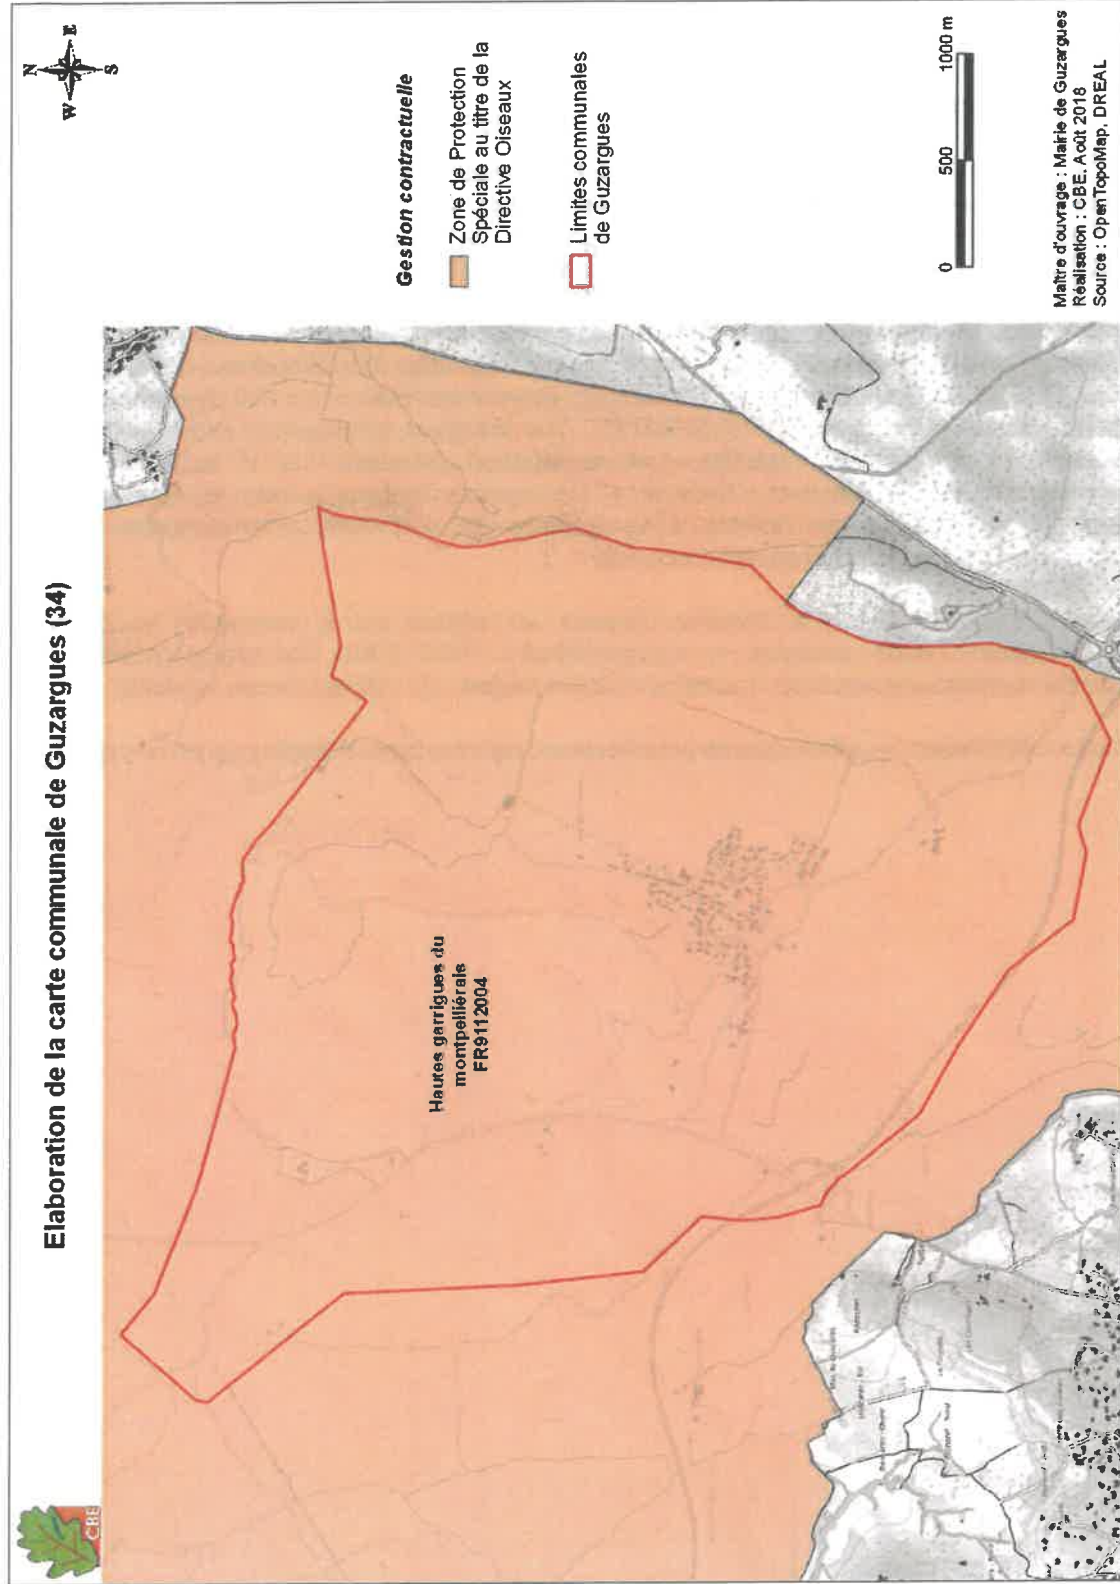 Elaboration de la carte communale de Guzargues (34)
CBE
N
W
E
S
Hautes garrigues du
montpelliérais
FR9112004
Gestion contractuelle
Zone de Protection
Spéciale au titre de la
Directive Oiseaux
Limites communales
de Guzargues
0 500 1000 m
Maître d'ouvrage : Mairie de Guzargues
Réalisation : CBE, Août 2018
Source : OpenTopoMap, DREAL